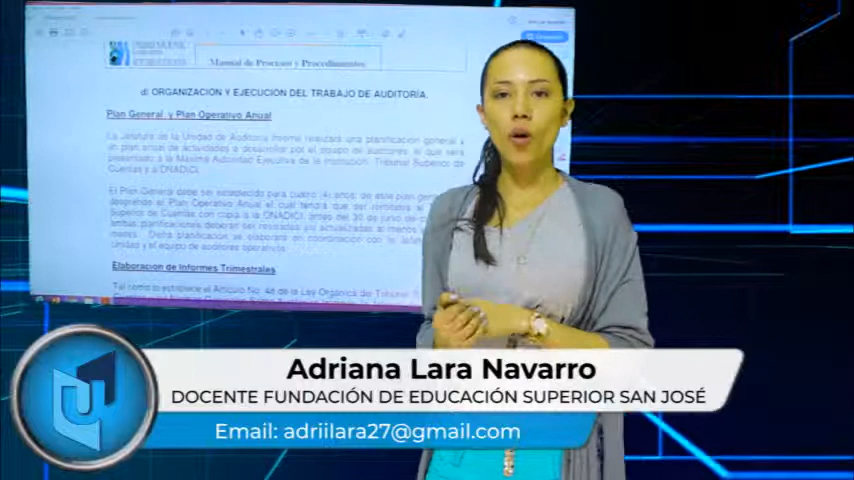 Manual de Procesos y Procedimientos
d) ORGANIZACION Y EJECUCIÓN DEL TRABAJO DE AUDITORÍA.
Plan General y Plan Operativo Anual
La Jefatura de la Unidad de Auditoría Interna realizará una planificación general y
un plan anual de actividades a desarrollar por el equipo de auditores, el que será
presentado a la Máxima Autoridad Ejecutiva de la Institución, Tribunal Superior de
Cuentas y a ONADICI.
El Plan General debe ser establecido para cuatro (4) años, de este plan
desprende el Plan Operativo Anual el cual tendrá que ser remitidas al
Superior de Cuentas con copia a la ONADICI, antes del 30 de junio de
ambas planificaciones deberán ser revisadas y/o actualizadas al menos
meses. Dicha planificación se elaborará en coordinación con la
unidad y el equipo de auditores operativos.
Elaboracion de Informes Trimestrales
Tal como lo establece el Artículo No. 48 de la Ley Orgánica del Tribunal
Adriana Lara Navarro
DOCENTE FUNDACIÓN DE EDUCACIÓN SUPERIOR SAN JOSÉ
Email: adriilara27@gmail.com